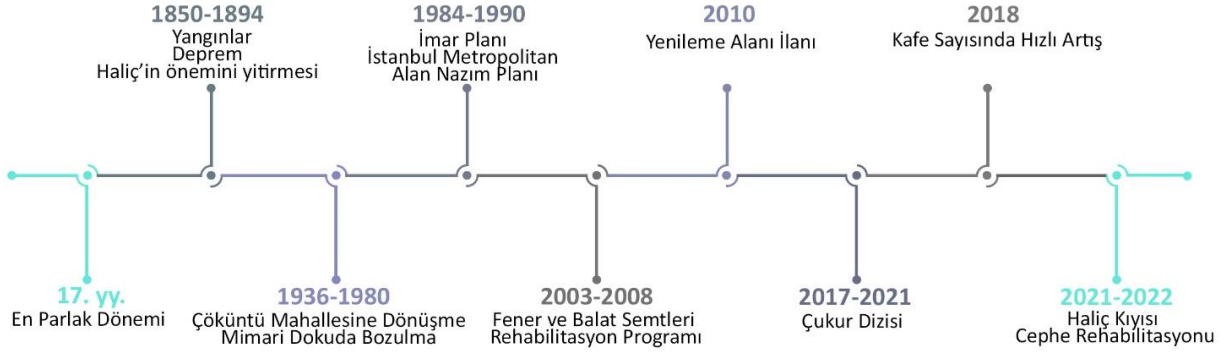 17. yy.
En Parlak Dönemi
1850-1894
Yangınlar
Deprem
Haliç'in önemini yitirmesi
1936-1980
Çöküntü Mahallesine Dönüşme
Mimari Dokuda Bozulma
1984-1990
İmar Planı
İstanbul Metropolitan
Alan Nazım Planı
2003-2008
Fener ve Balat Semtleri
Rehabilitasyon Programı
2010
Yenileme Alanı İlanı
2017-2021
Çukur Dizisi
2018
Kafe Sayısında Hızlı Artış
2021-2022
Haliç Kıyısı
Cephe Rehabilitasyonu